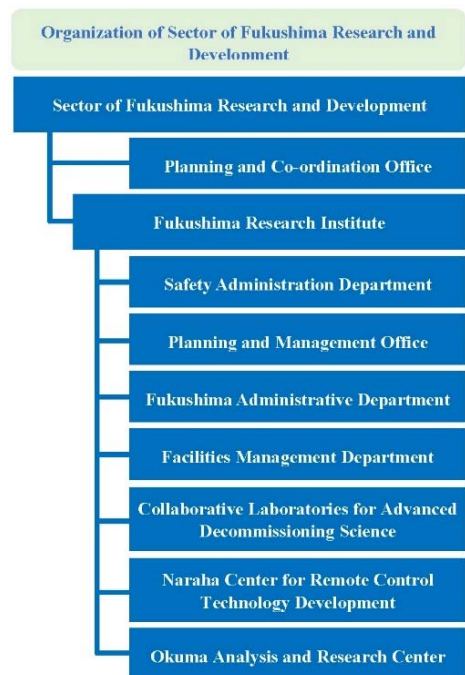 Organization of Sector of Fukushima Research and
Development
Sector of Fukushima Research and Development
Planning and Co-ordination Office
Fukushima Research Institute
Safety Administration Department
Planning and Management Office
Fukushima Administrative Department
Facilities Management Department
Collaborative Laboratories for Advanced
Decommissioning Science
Naraha Center for Remote Control
Technology Development
Okuma Analysis and Research Center